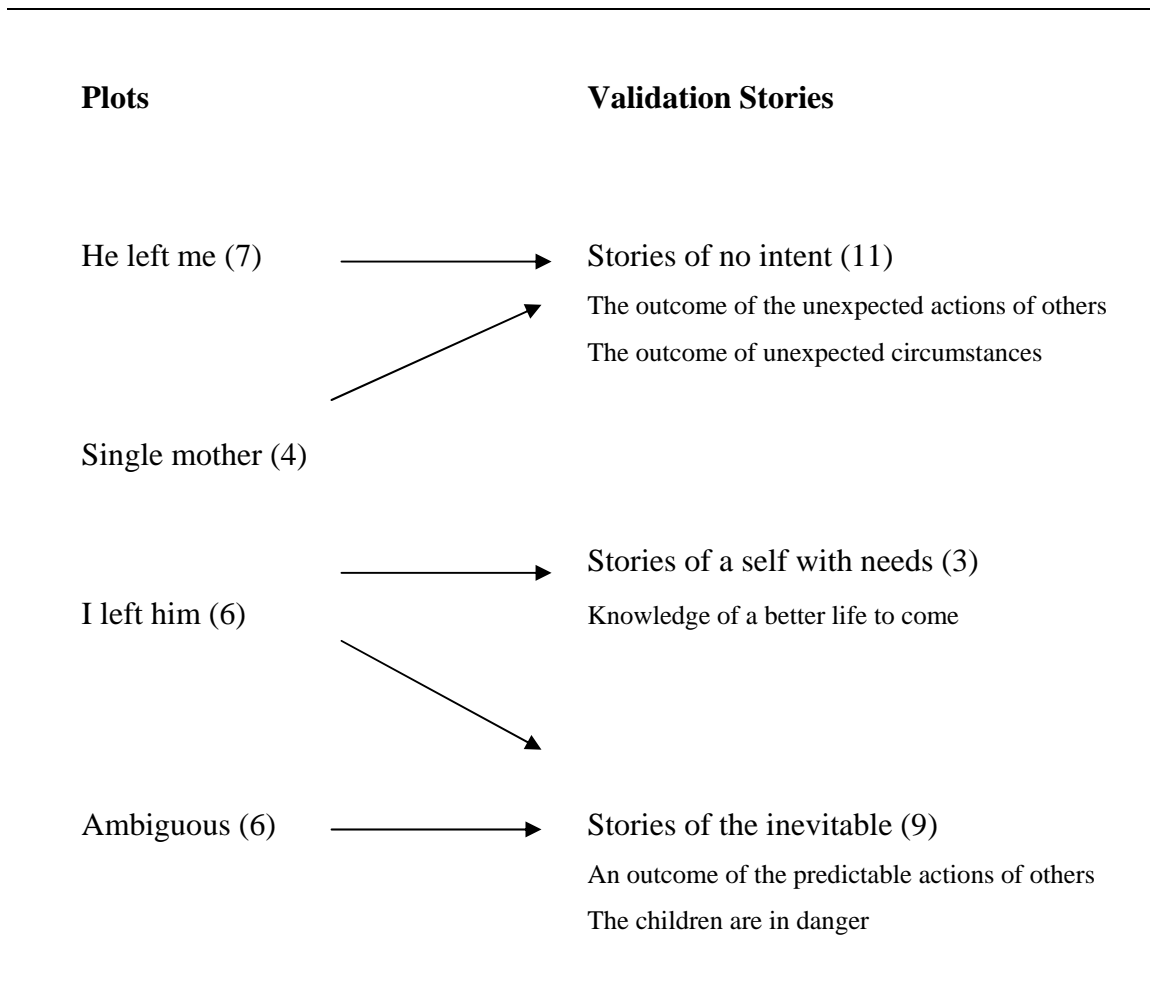 Plots Validation Stories
He left me (7) Stories of no intent (11)
The outcome of the unexpected actions of others
The outcome of unexpected circumstances
Single mother (4)
Stories of a self with needs (3)
I left him (6) Knowledge of a better life to come
Ambiguous (6) Stories of the inevitable (9)
An outcome of the predictable actions of others
The children are in danger